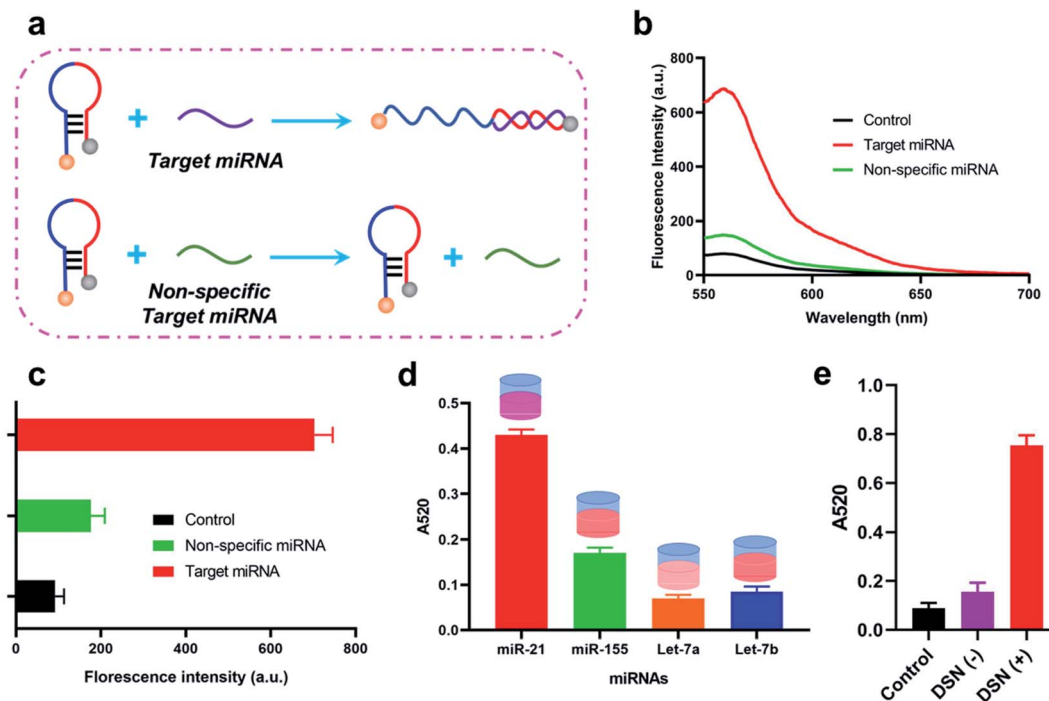 a
Target miRNA
Non-specific
Target miRNA
b
Fluorescence Intensity (a.u.)
800
600
400
200
0
550
600
650
700
Wavelength (nm)
Control
Target miRNA
Non-specific miRNA
c
Control
Non-specific miRNA
Target miRNA
0
200
400
600
800
Florescence intensity (a.u.)
d
A520
0.5
0.4
0.3
0.2
0.1
0.0
miR-21
miR-155
Let-7a
Let-7b
miRNAs
e
A520
1.0
0.8
0.6
0.4
0.2
0.0
Control
DSN (-)
DSN (+)